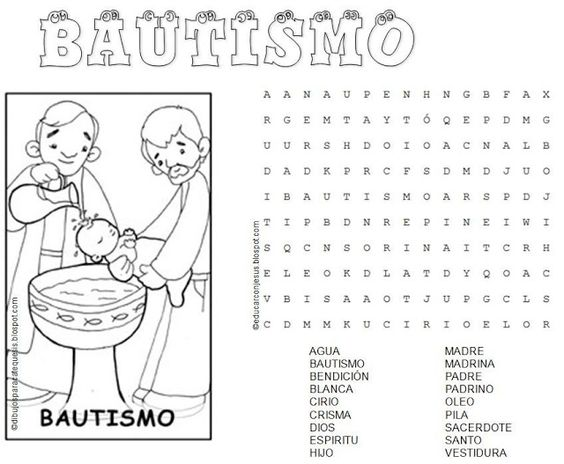 BAUTISMO
A A N A U P E N H N G B F A X
R G E M T A Y T Ó Q E P D M G
U U R S H D O I O A C N A L B
D A D K P R C F S D M D J U O
I B A U T I S M O A R S P D J
T I P B D N R E P I N E I W I
S Q C N S O R I N A I T C R H
E L E O K D L A T D Y Q O A C
V B I S A A O T J U P G C L S
C D M M K U C I R I O E L O R
©educarconjesus.blogspot.com
©dibujosparacatequesis.blogspot.com
BAUTISMO
AGUA
BAUTISMO
BENDICIÓN
BLANCA
CIRIO
CRISMA
DIOS
ESPIRITU
HIJO
MADRE
MADRINA
PADRE
PADRINO
OLEO
PILA
SACERDOTE
SANTO
VESTIDURA